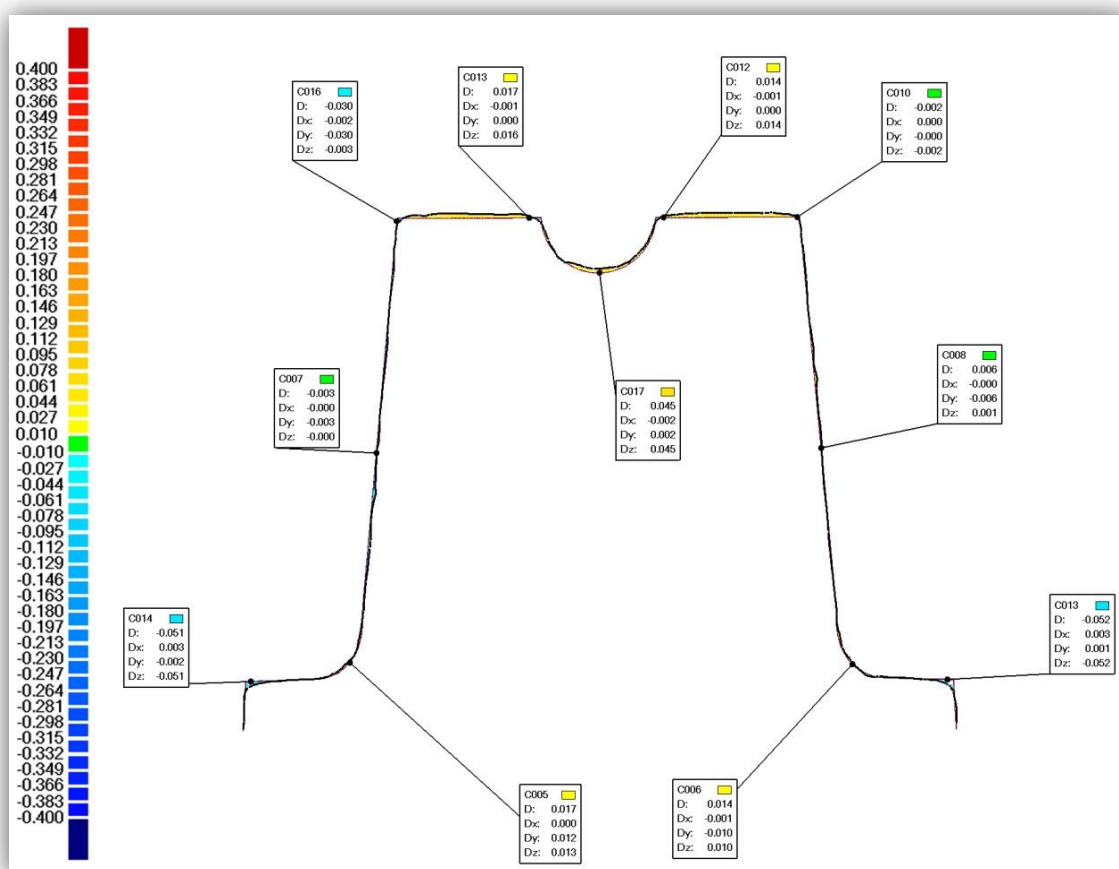 0.400
0.383
0.366
0.349
0.332
0.315
0.298
0.281
0.264
0.247
0.230
0.213
0.197
0.180
0.163
0.146
0.129
0.112
0.095
0.078
0.061
0.044
0.027
0.010
-0.010
-0.027
-0.044
-0.061
-0.078
-0.095
-0.112
-0.129
-0.146
-0.163
-0.180
-0.197
-0.213
-0.230
-0.247
-0.264
-0.281
-0.298
-0.315
-0.332
-0.349
-0.366
-0.383
-0.400
C016
D: -0.030
Dx: -0.002
Dy: -0.030
Dz: -0.003
C013
D: 0.017
Dx: -0.001
Dy: 0.000
Dz: 0.016
C012
D: 0.014
Dx: -0.001
Dy: 0.000
Dz: 0.014
C010
D: -0.002
Dx: 0.000
Dy: -0.000
Dz: -0.002
C007
D: -0.003
Dx: -0.000
Dy: -0.003
Dz: -0.000
C017
D: 0.045
Dx: -0.002
Dy: 0.002
Dz: 0.045
C008
D: 0.006
Dx: -0.000
Dy: -0.006
Dz: 0.001
C014
D: -0.051
Dx: 0.003
Dy: -0.002
Dz: -0.051
C013
D: -0.052
Dx: 0.003
Dy: 0.001
Dz: -0.052
C005
D: 0.017
Dx: 0.000
Dy: 0.012
Dz: 0.013
C006
D: 0.014
Dx: -0.001
Dy: -0.010
Dz: 0.010